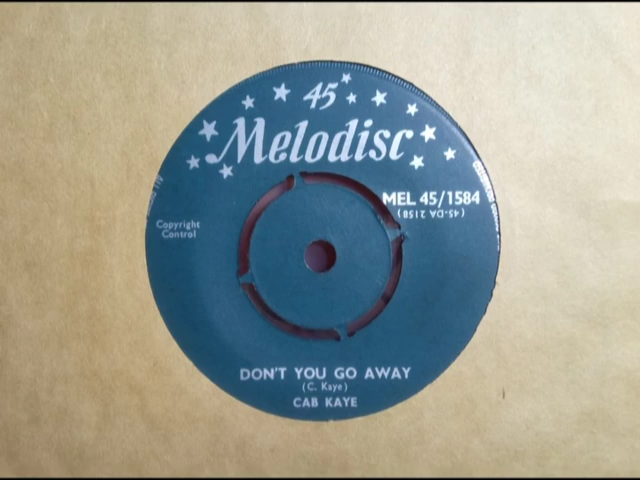 45
Melodisc
MEL 45/1584
(45-DA 2158)
Copyright
Control
DON'T YOU GO AWAY
(C. Kaye)
CAB KAYE